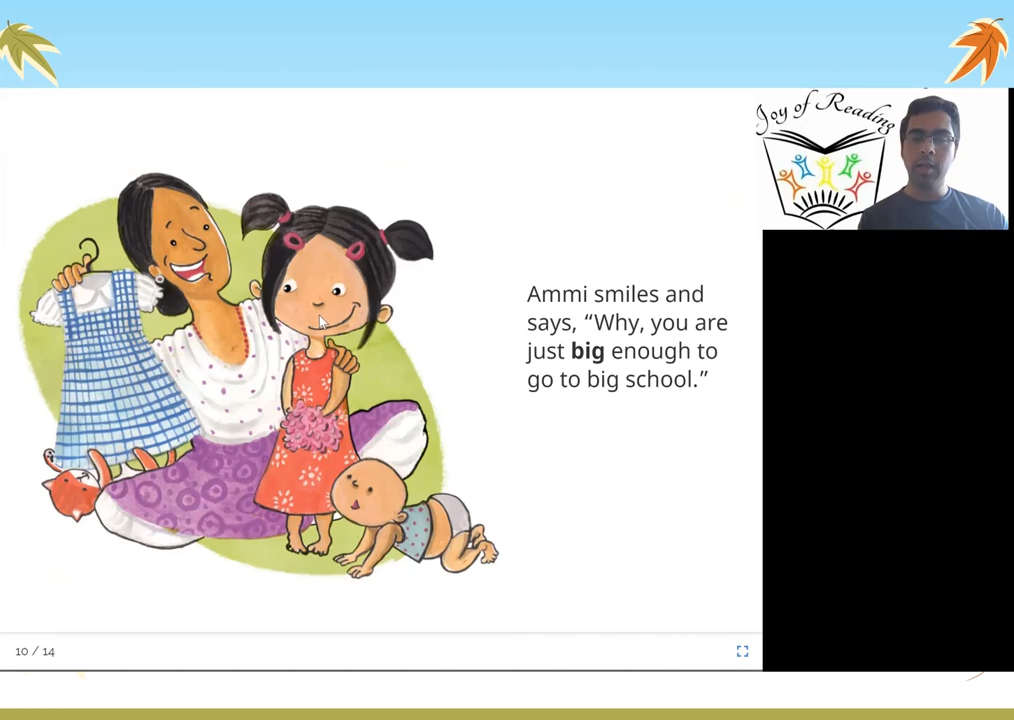 Joy of Reading
Ammi smiles and
says, “Why, you are
just big enough to
go to big school.”
10 / 14